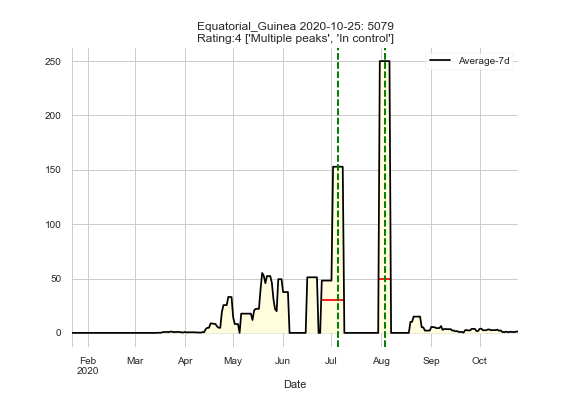 Equatorial_Guinea 2020-10-25: 5079
Rating:4 ['Multiple peaks', 'In control']
Average-7d
250
200
150
100
50
0
Feb
2020
Mar
Apr
May
Jun
Jul
Aug
Sep
Oct
Date